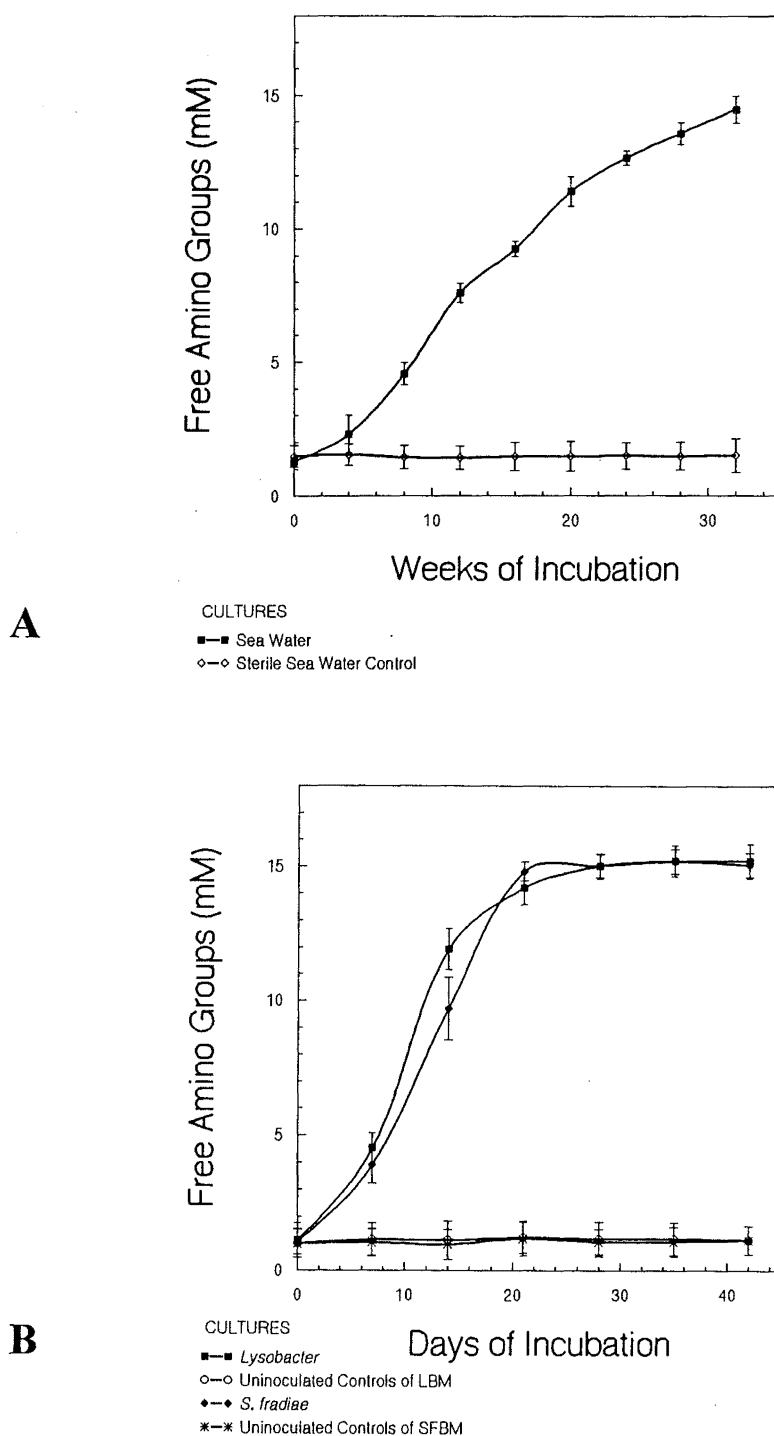 Free Amino Groups (mM)
15
10
5
0
0 10 20 30
Weeks of Incubation
A
CULTURES
Sea Water
Sterile Sea Water Control
Free Amino Groups (mM)
15
10
5
0
0 10 20 30 40
Days of Incubation
B
CULTURES
Lysobacter
Uninoculated Controls of LBM
S. fradiae
Uninoculated Controls of SFBM